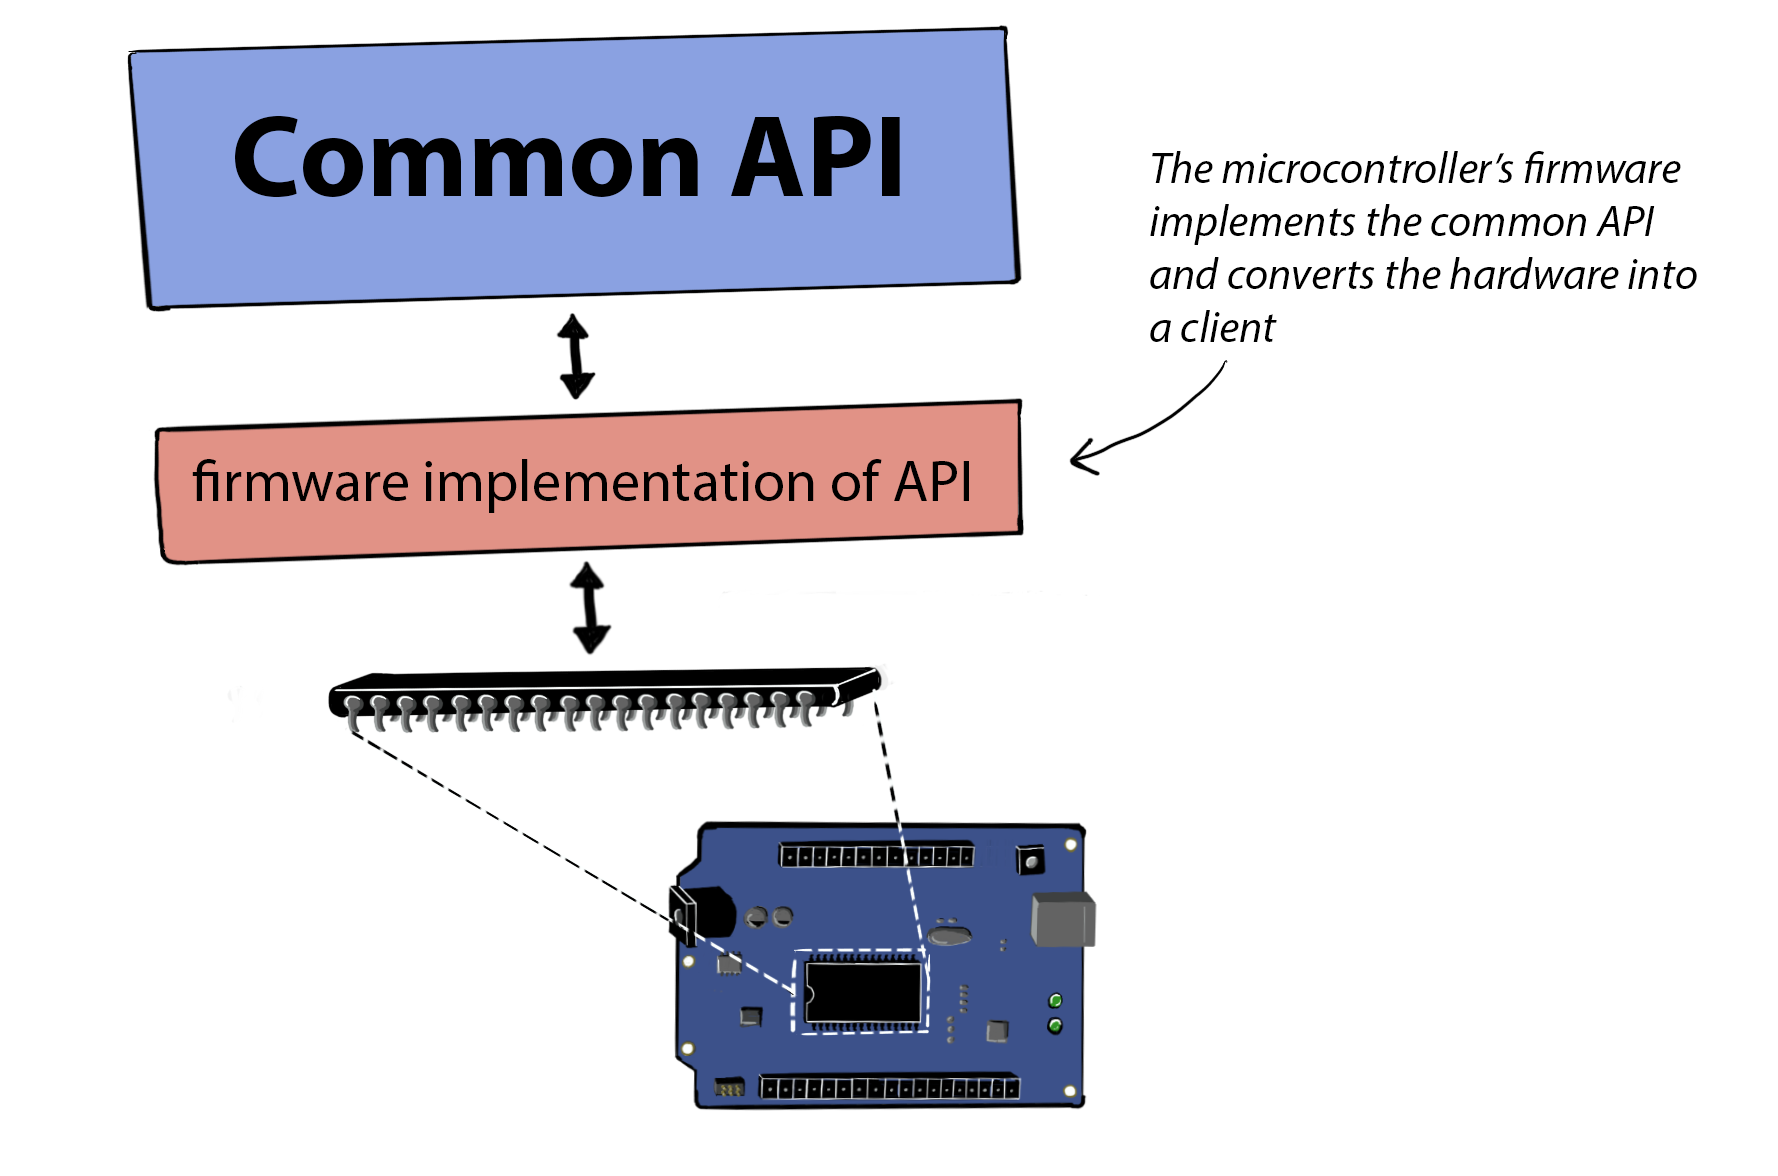 Common API
The microcontroller’s firmware
implements the common API
and converts the hardware into
a client
firmware implementation of API